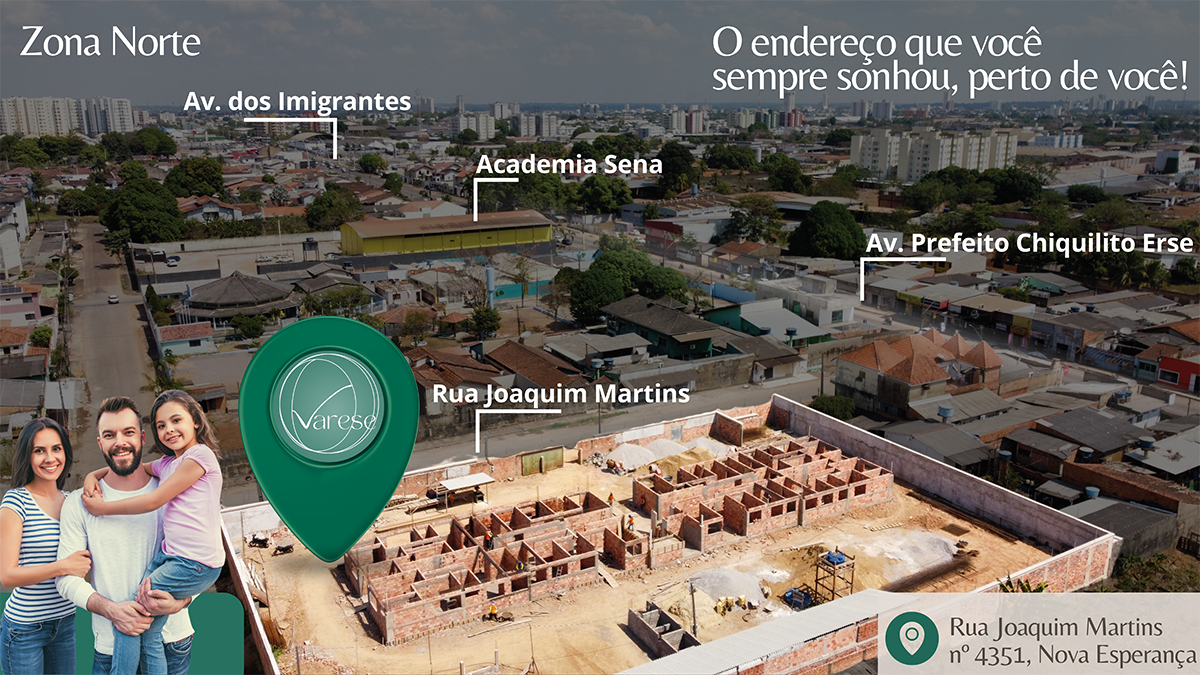 Zona Norte
O endereço que você
sempre sonhou, perto de você!
Av. dos Imigrantes
Academia Sena
Av. Prefeito Chiquilito Erse
Rua Joaquim Martins
Varese
Rua Joaquim Martins
nº 4351, Nova Esperança